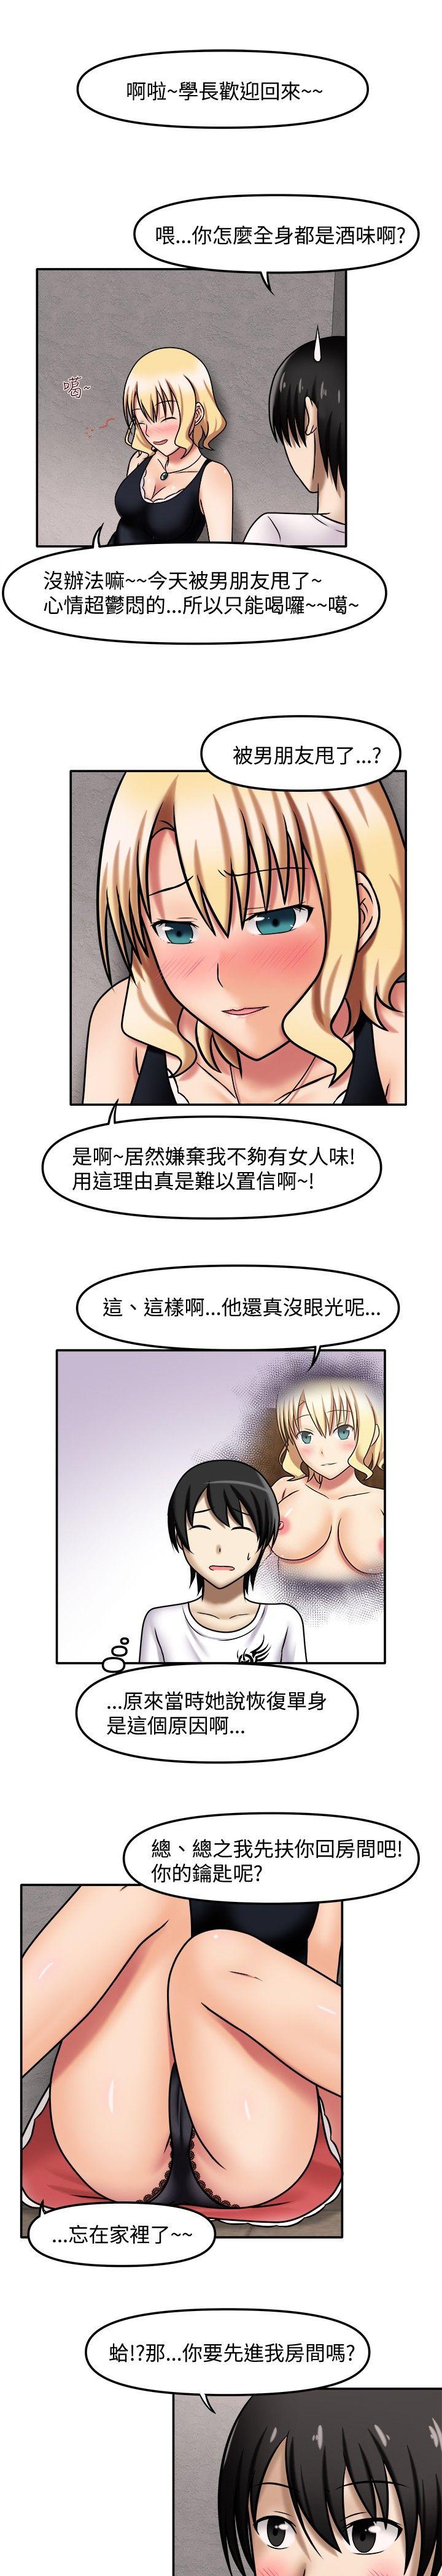 啊啦~學長歡迎回來~~
喂...你怎麼全身都是酒味啊?
噶~
沒辦法嘛~~今天被男朋友甩了~
心情超鬱悶的...所以只能喝囉~~噶~
被男朋友甩了...?
是啊~居然嫌棄我不夠有女人味!
用這理由真是難以置信啊~!
這、這樣啊...他還真沒眼光呢...
...原來當時她說恢復單身
是這個原因啊...
總、總之我先扶你回房間吧!
你的鑰匙呢?
...忘在家裡了~~
蛤!?那...你要先進我房間嗎?